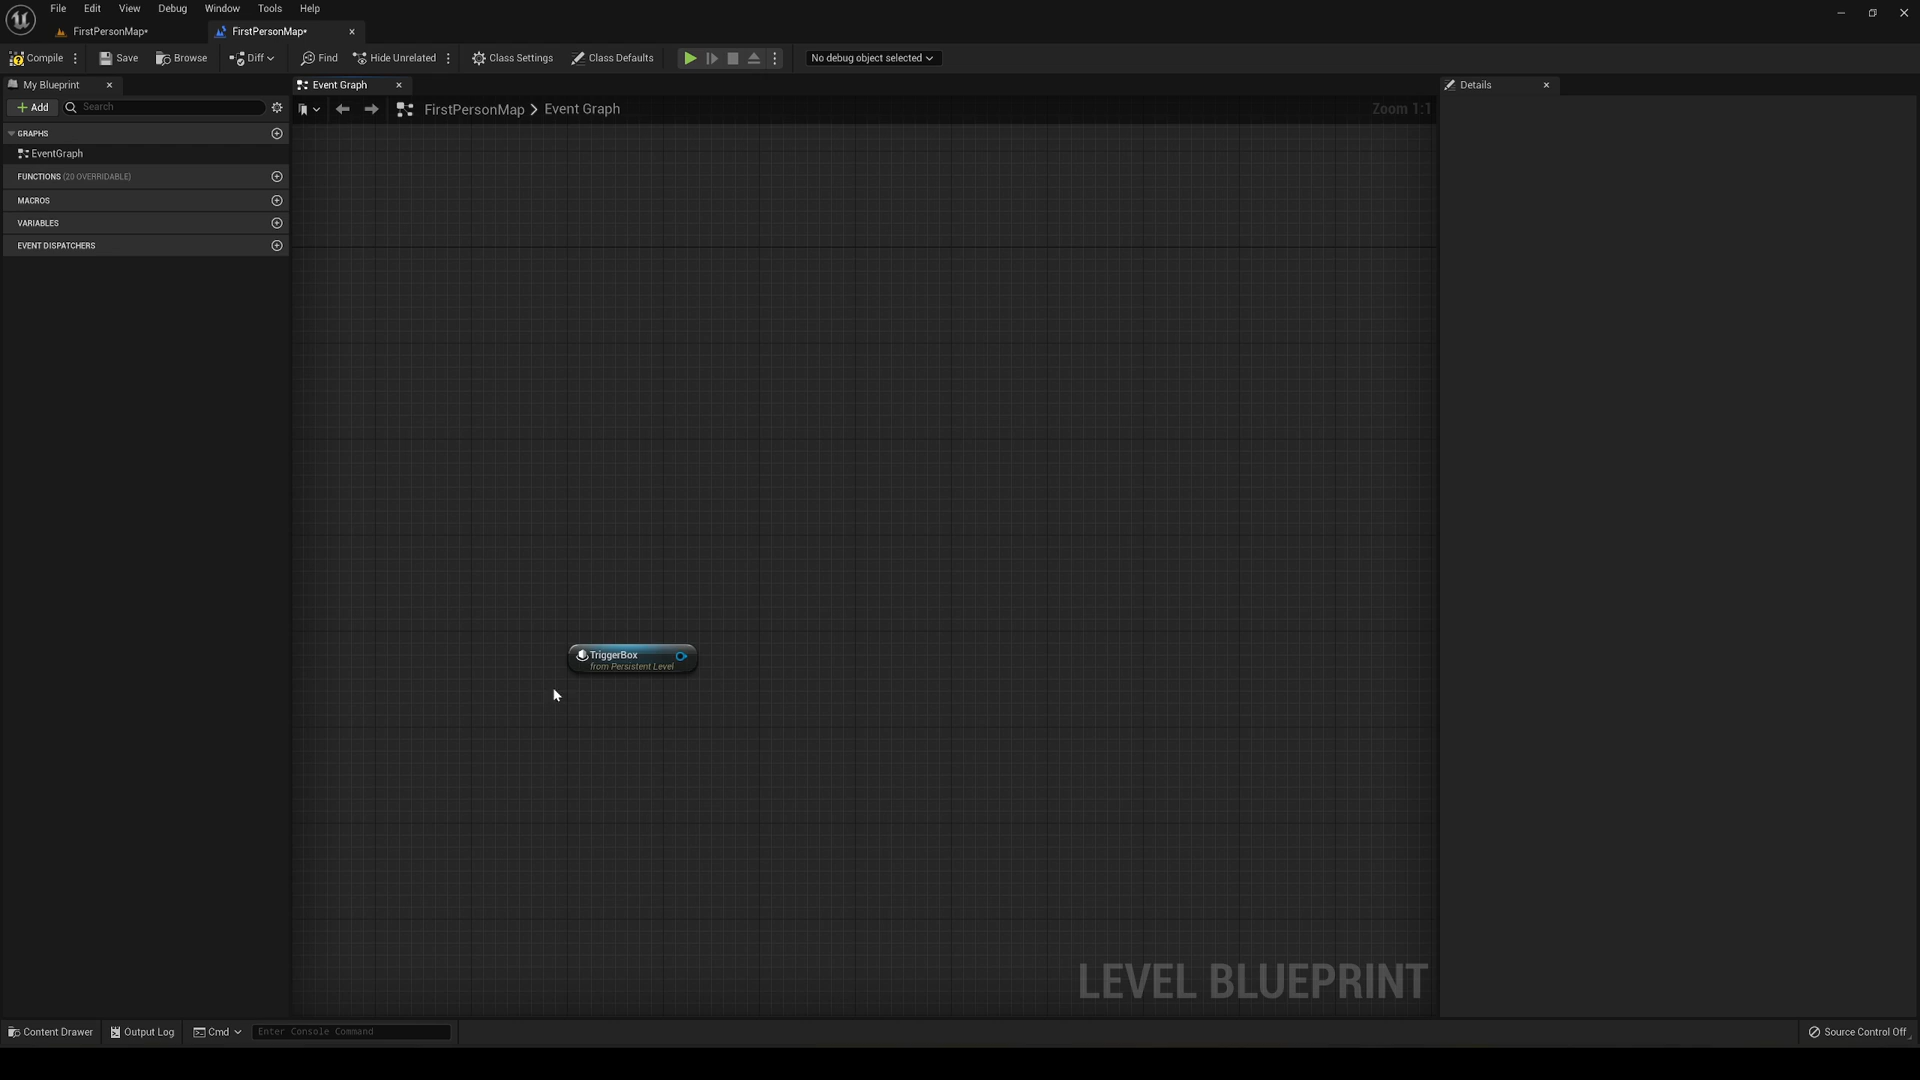 File Edit View Debug Window Tools Help
FirstPersonMap* FirstPersonMap*
Compile Save Browse Diff Find Hide Unrelated Class Settings Class Defaults No debug object selected
My Blueprint Event Graph Details
+ Add Search FirstPersonMap > Event Graph Zoom 1:1
GRAPHS
EventGraph
FUNCTIONS (20 OVERRIDABLE)
MACROS
VARIABLES
EVENT DISPATCHERS
TriggerBox
from Persistent Level
LEVEL BLUEPRINT
Content Drawer Output Log Cmd Enter Console Command Source Control Off